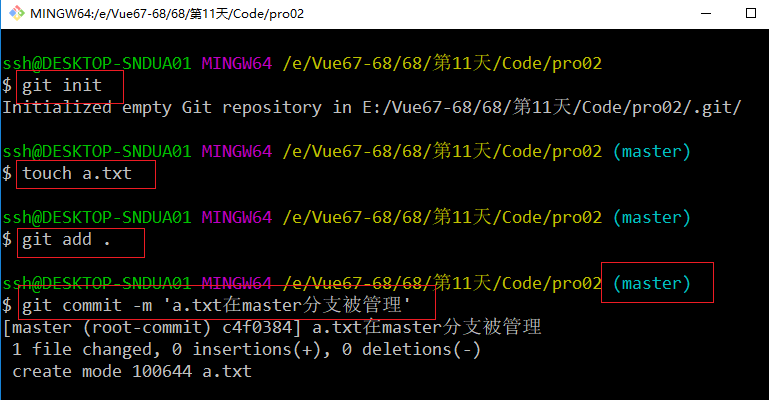 MINGW64:/e/Vue67-68/68/第11天/Code/pro02
ssh@DESKTOP-SNDUA01 MINGW64 /e/Vue67-68/68/第11天/Code/pro02
$ git init
Initialized empty Git repository in E:/Vue67-68/68/第11天/Code/pro02/.git/
ssh@DESKTOP-SNDUA01 MINGW64 /e/Vue67-68/68/第11天/Code/pro02 (master)
$ touch a.txt
ssh@DESKTOP-SNDUA01 MINGW64 /e/Vue67-68/68/第11天/Code/pro02 (master)
$ git add .
ssh@DESKTOP-SNDUA01 MINGW64 /e/Vue67-68/68/第11天/Code/pro02 (master)
$ git commit -m 'a.txt在master分支被管理'
[master (root-commit) c4f0384] a.txt在master分支被管理
 1 file changed, 0 insertions(+), 0 deletions(-)
 create mode 100644 a.txt